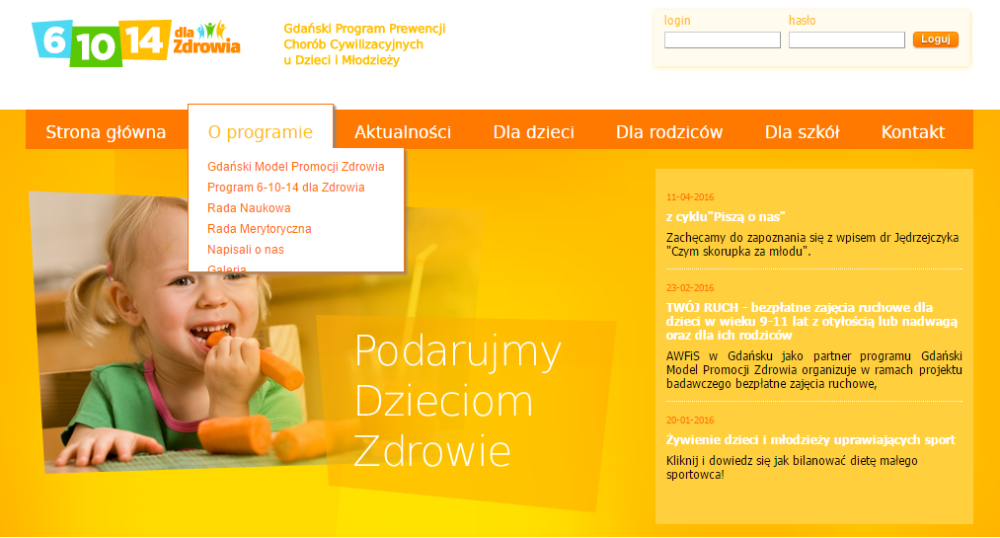 6 10 14 dla Zdrowia
Gdański Program Prewencji
Chorób Cywilizacyjnych
u Dzieci i Młodzieży
login
hasło
Loguj
Strona główna
O programie
Aktualności
Dla dzieci
Dla rodziców
Dla szkół
Kontakt
Gdański Model Promocji Zdrowia
Program 6-10-14 dla Zdrowia
Rada Naukowa
Rada Merytoryczna
Napisali o nas
Galeria
Podarujmy
Dzieciom
Zdrowie
11-04-2016
z cyklu"Piszą o nas"
Zachęcamy do zapoznania się z wpisem dr Jędrzejczyka
"Czym skorupka za młodu".
23-02-2016
TWÓJ RUCH - bezpłatne zajęcia ruchowe dla
dzieci w wieku 9-11 lat z otyłością lub nadwagą
oraz dla ich rodziców
AWFiS w Gdańsku jako partner programu Gdański
Model Promocji Zdrowia organizuje w ramach projektu
badawczego bezpłatne zajęcia ruchowe,
20-01-2016
Żywienie dzieci i młodzieży uprawiających sport
Kliknij i dowiedz się jak bilanować dietę małego
sportowca!